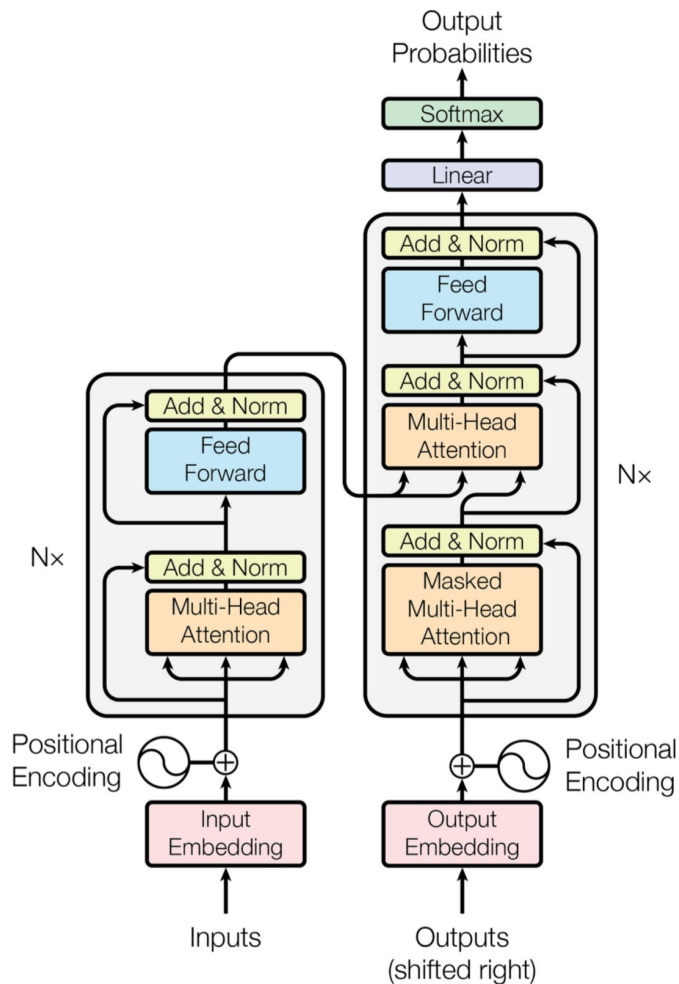 Output
Probabilities
Softmax
Linear
Add & Norm
Feed
Forward
Add & Norm
Multi-Head
Attention
Add & Norm
Masked
Multi-Head
Attention
N×
Add & Norm
Feed
Forward
Add & Norm
Multi-Head
Attention
N×
Positional
Encoding
Positional
Encoding
Input
Embedding
Output
Embedding
Inputs
Outputs
(shifted right)